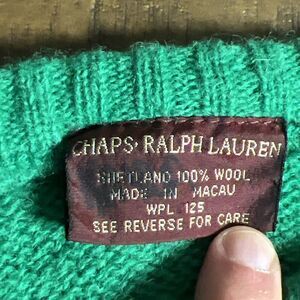 CHAPS · RALPH LAUREN
SHETLAND 100% WOOL
MADE IN MACAU
WPL 125
SEE REVERSE FOR CARE